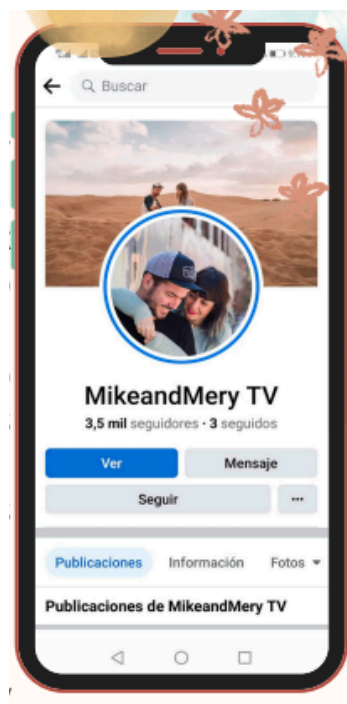 Buscar
MikeandMery TV
3,5 mil seguidores · 3 seguidos
Ver
Mensaje
Seguir
Publicaciones
Información
Fotos
Publicaciones de MikeandMery TV